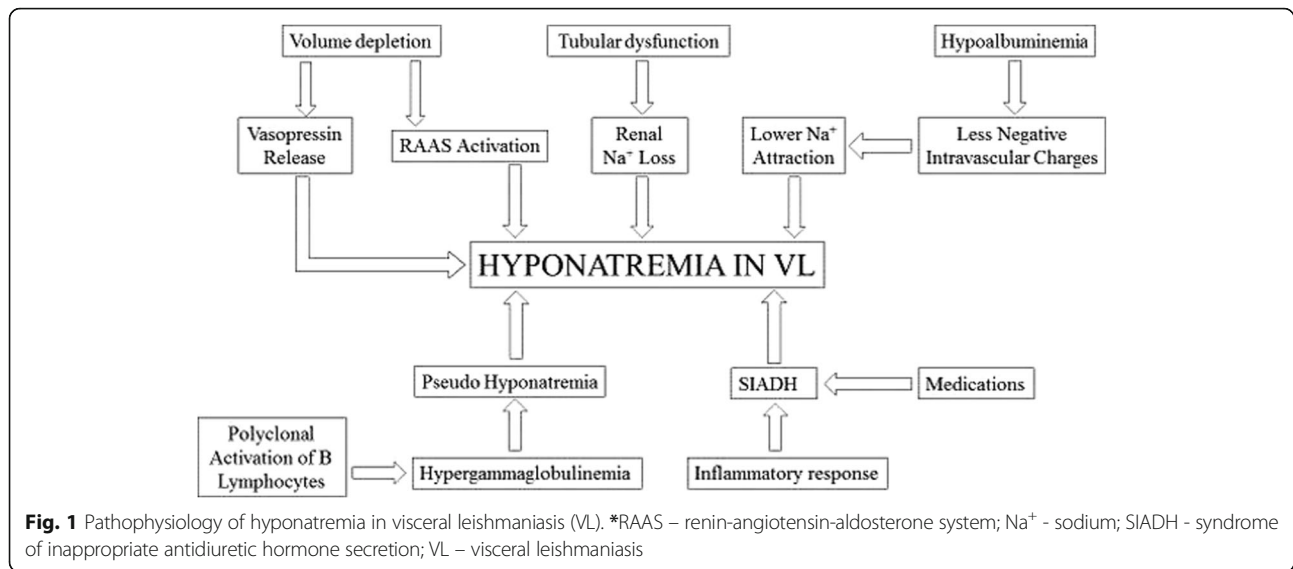 Volume depletion
Tubular dysfunction
Hypoalbuminemia
Vasopressin
Release
RAAS Activation
Renal
Na⁺ Loss
Lower Na⁺
Attraction
Less Negative
Intravascular Charges
HYPONATREMIA IN VL
Pseudo Hyponatremia
SIADH
Medications
Polyclonal
Activation of B
Lymphocytes
Hypergammaglobulinemia
Inflammatory response
Fig. 1 Pathophysiology of hyponatremia in visceral leishmaniasis (VL). *RAAS – renin-angiotensin-aldosterone system; Na⁺ - sodium; SIADH - syndrome
of inappropriate antidiuretic hormone secretion; VL – visceral leishmaniasis